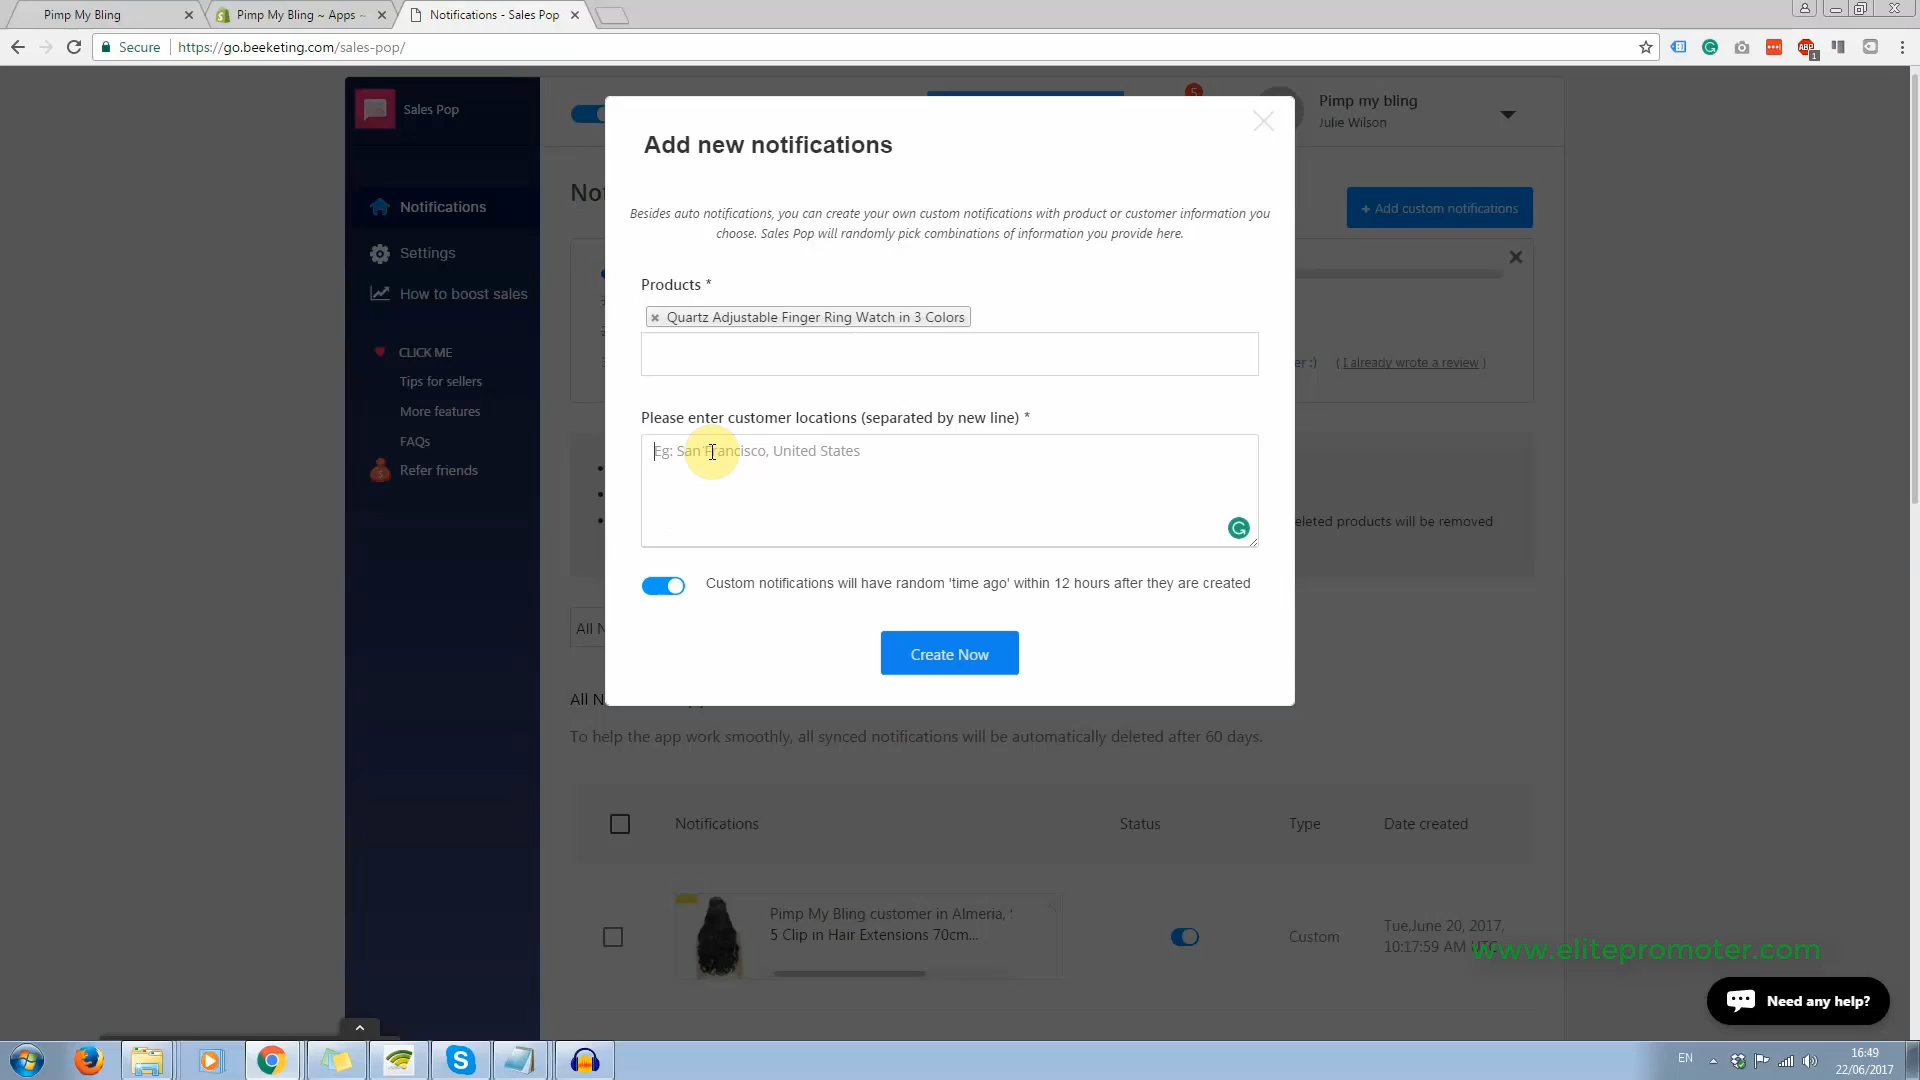 Pimp My Bling
Pimp My Bling ~ Apps ~
Notifications - Sales Pop
Secure
https://go.beeketing.com/sales-pop/
ABP
1
Sales Pop
5
Pimp my bling
Julie Wilson
Add new notifications
Besides auto notifications, you can create your own custom notifications with product or customer information you
choose. Sales Pop will randomly pick combinations of information you provide here.
Notifications
+ Add custom notifications
Settings
How to boost sales
Products *
Quartz Adjustable Finger Ring Watch in 3 Colors
CLICK ME
Tips for sellers
More features
FAQs
Refer friends
( I already wrote a review )
Please enter customer locations (separated by new line) *
Eg: San Francisco, United States
eleted products will be removed
Custom notifications will have random 'time ago' within 12 hours after they are created
All N
Create Now
All N
To help the app work smoothly, all synced notifications will be automatically deleted after 60 days.
Notifications
Status
Type
Date created
Pimp My Bling customer in Almeria,
5 Clip in Hair Extensions 70cm...
Custom
Tue,June 20, 2017,
10:17:59 AM UTC
www.elitepromoter.com
Need any help?
EN
16:49
22/06/2017